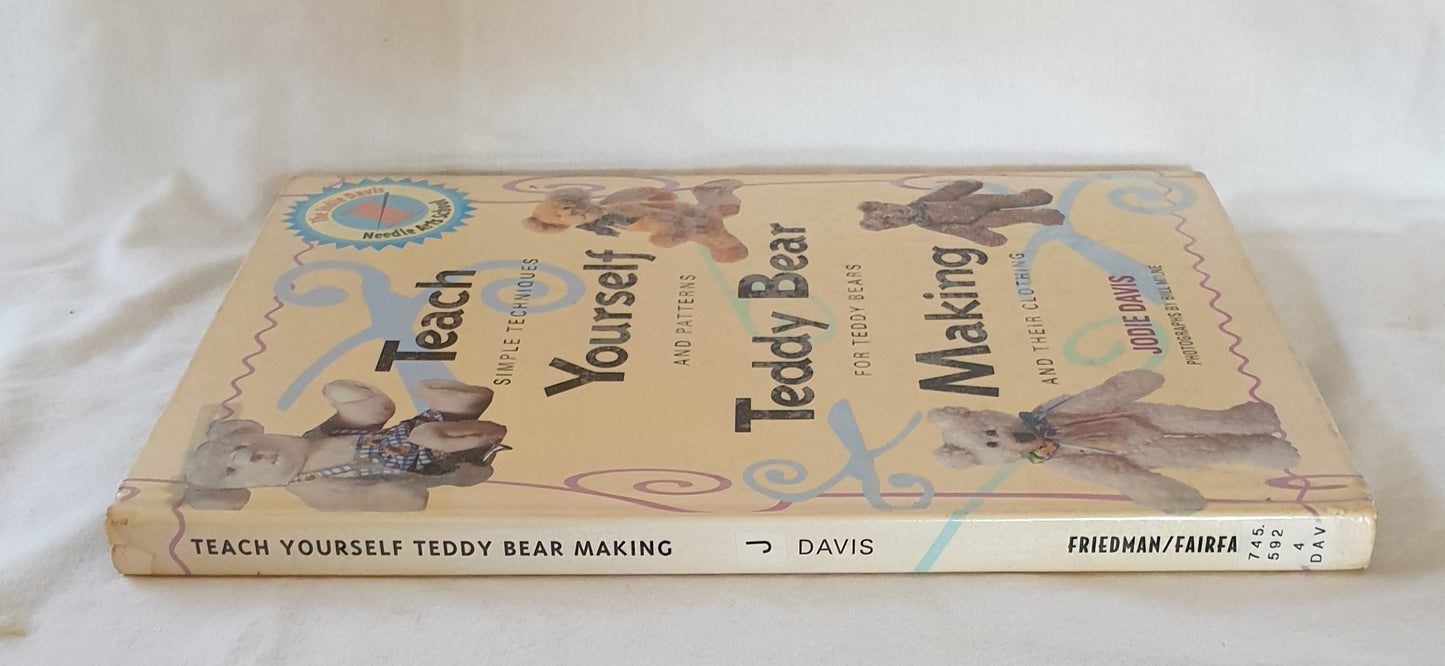 The Jodie Davis
Needle Arts School
Teach
SIMPLE TECHNIQUES
Yourself
AND PATTERNS
Teddy Bear
FOR TEDDY BEARS
Making
AND THEIR CLOTHING
JODIE DAVIS
PHOTOGRAPHS BY BILL MILNE
TEACH YOURSELF TEDDY BEAR MAKING
J
DAVIS
FRIEDMAN/FAIRFA
745.
592
4
DAV